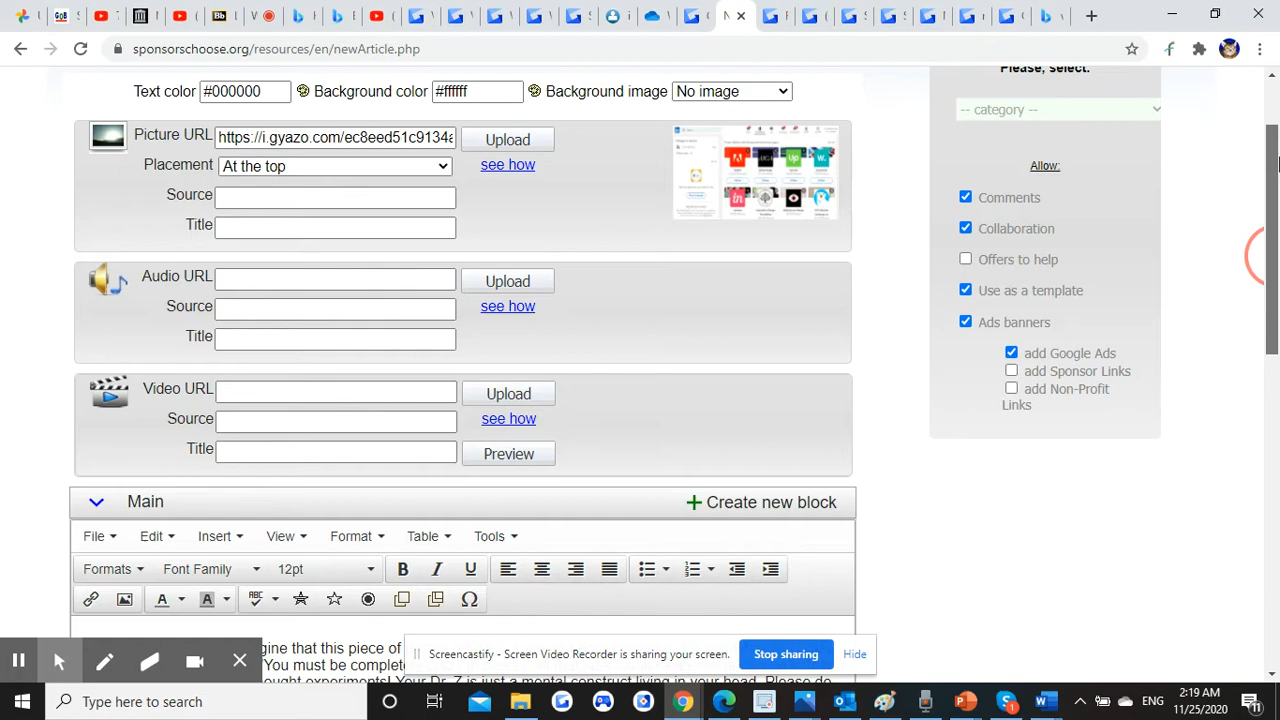 sponsorschoose.org/resources/en/newArticle.php
Please, select.
Text color #000000 Background color #ffffff Background image No image
-- category --
Picture URL https://i.gyazo.com/ec8eed51c9134 Upload
Placement At the top see how
Source
Title
Allow:
Comments
Collaboration
Offers to help
Use as a template
Ads banners
add Google Ads
add Sponsor Links
add Non-Profit
Links
Audio URL Upload
Source see how
Title
Video URL Upload
Source see how
Title Preview
Main + Create new block
File Edit Insert View Format Table Tools
Formats Font Family 12pt B I U
A A ABC Ω
gine that this piece of
You must be complete
Screencastify - Screen Video Recorder is sharing your screen. Stop sharing Hide
Type here to search
ENG
2:19 AM
11/25/2020